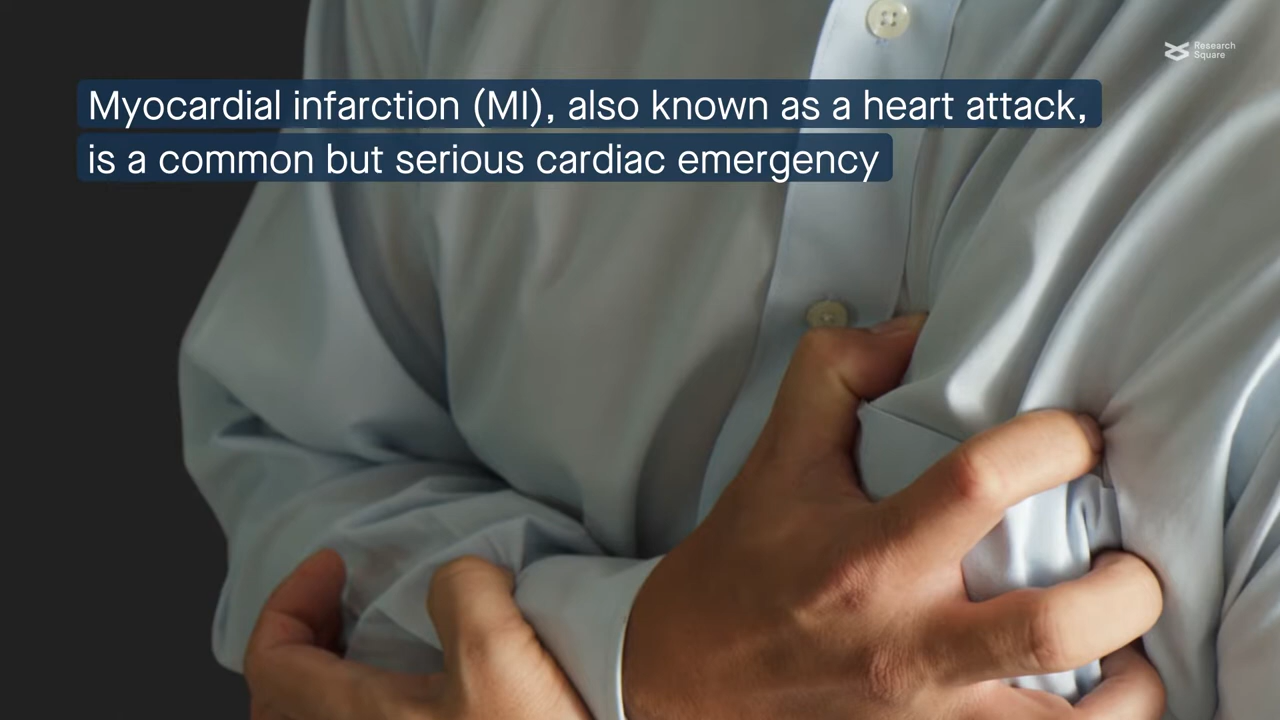 Myocardial infarction (MI), also known as a heart attack,
is a common but serious cardiac emergency
Research
Square